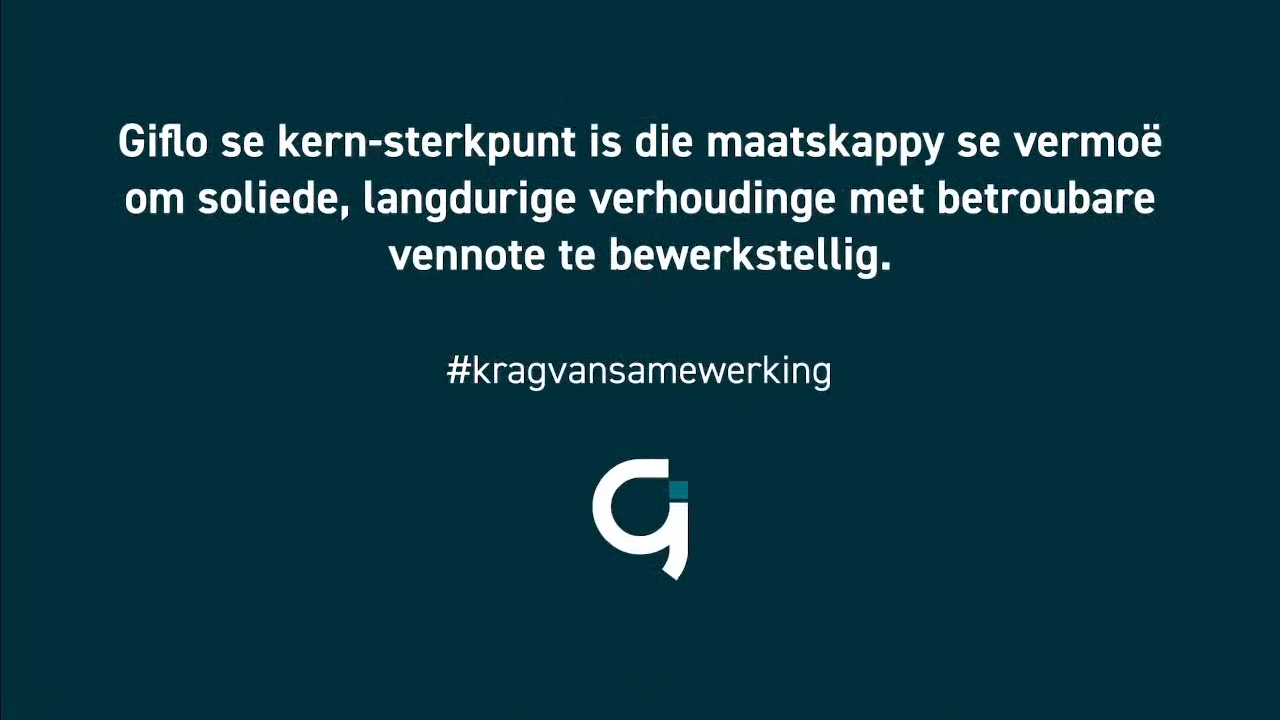 Giflo se kern-sterkpunt is die maatskappy se vermoë
om soliede, langdurige verhoudinge met betroubare
vennote te bewerkstellig.
#kragvansamewerking